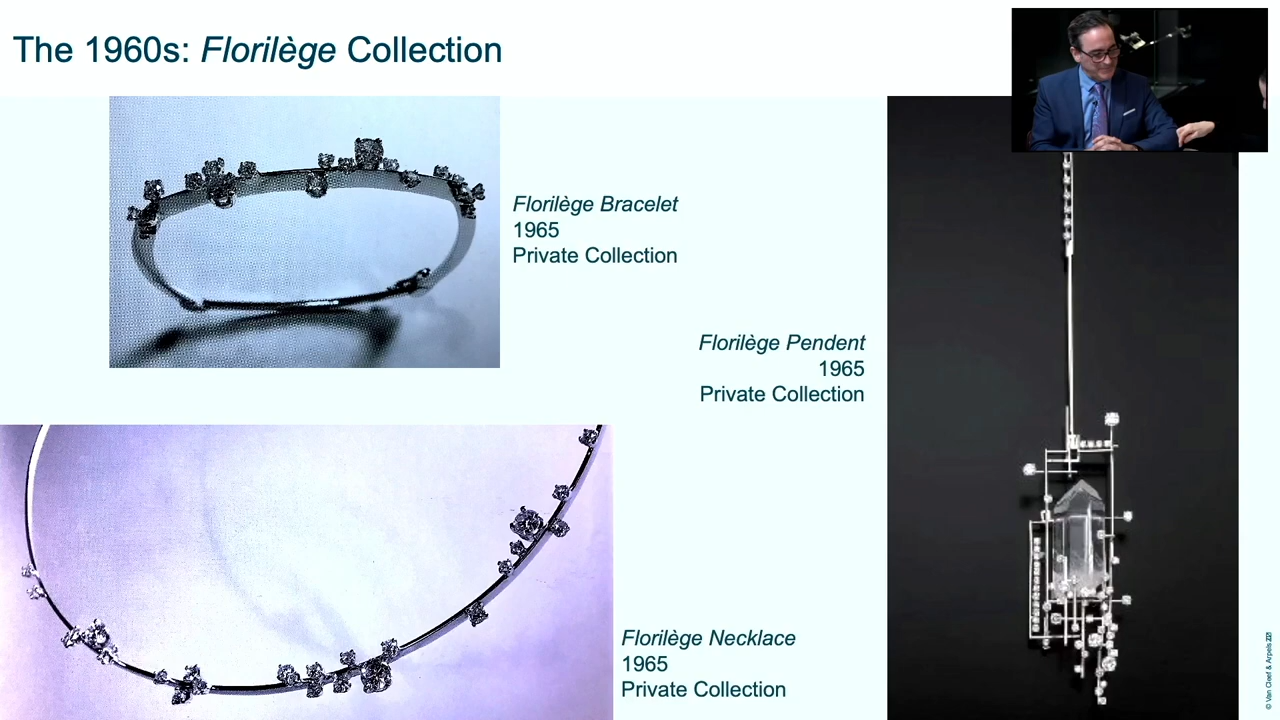 The 1960s: Florilège Collection
Florilège Bracelet
1965
Private Collection
Florilège Pendent
1965
Private Collection
Florilège Necklace
1965
Private Collection
© Van Cleef & Arpels